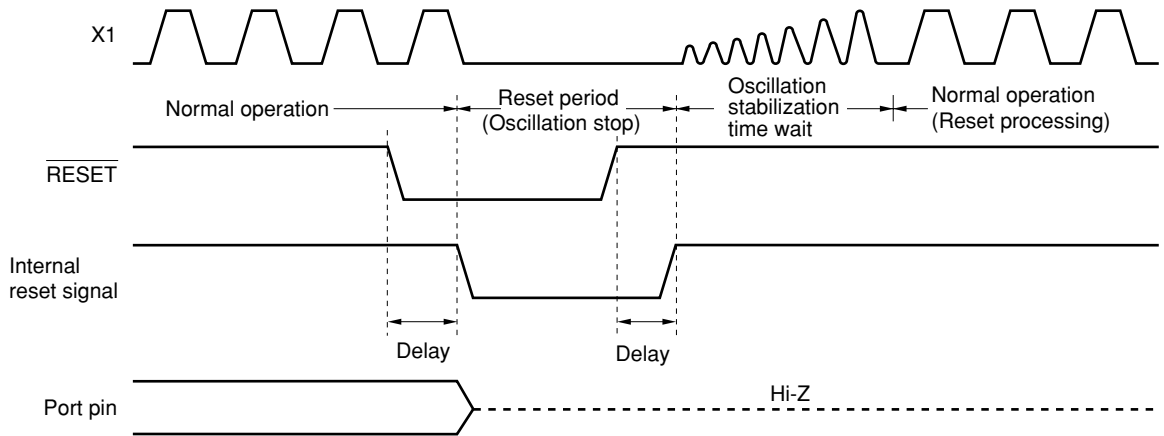 X1
Normal operation
Reset period
(Oscillation stop)
Oscillation
stabilization
time wait
Normal operation
(Reset processing)
RESET
Internal
reset signal
Delay
Delay
Port pin
Hi-Z